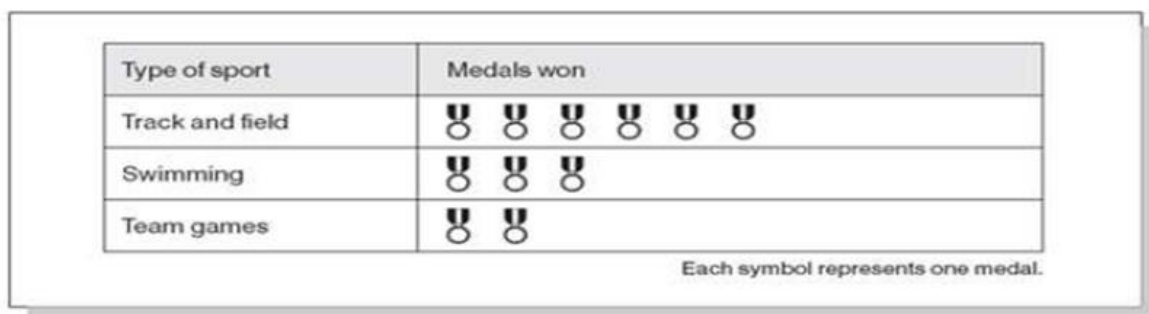 Type of sport Medals won
Track and field
Swimming
Team games
Each symbol represents one medal.